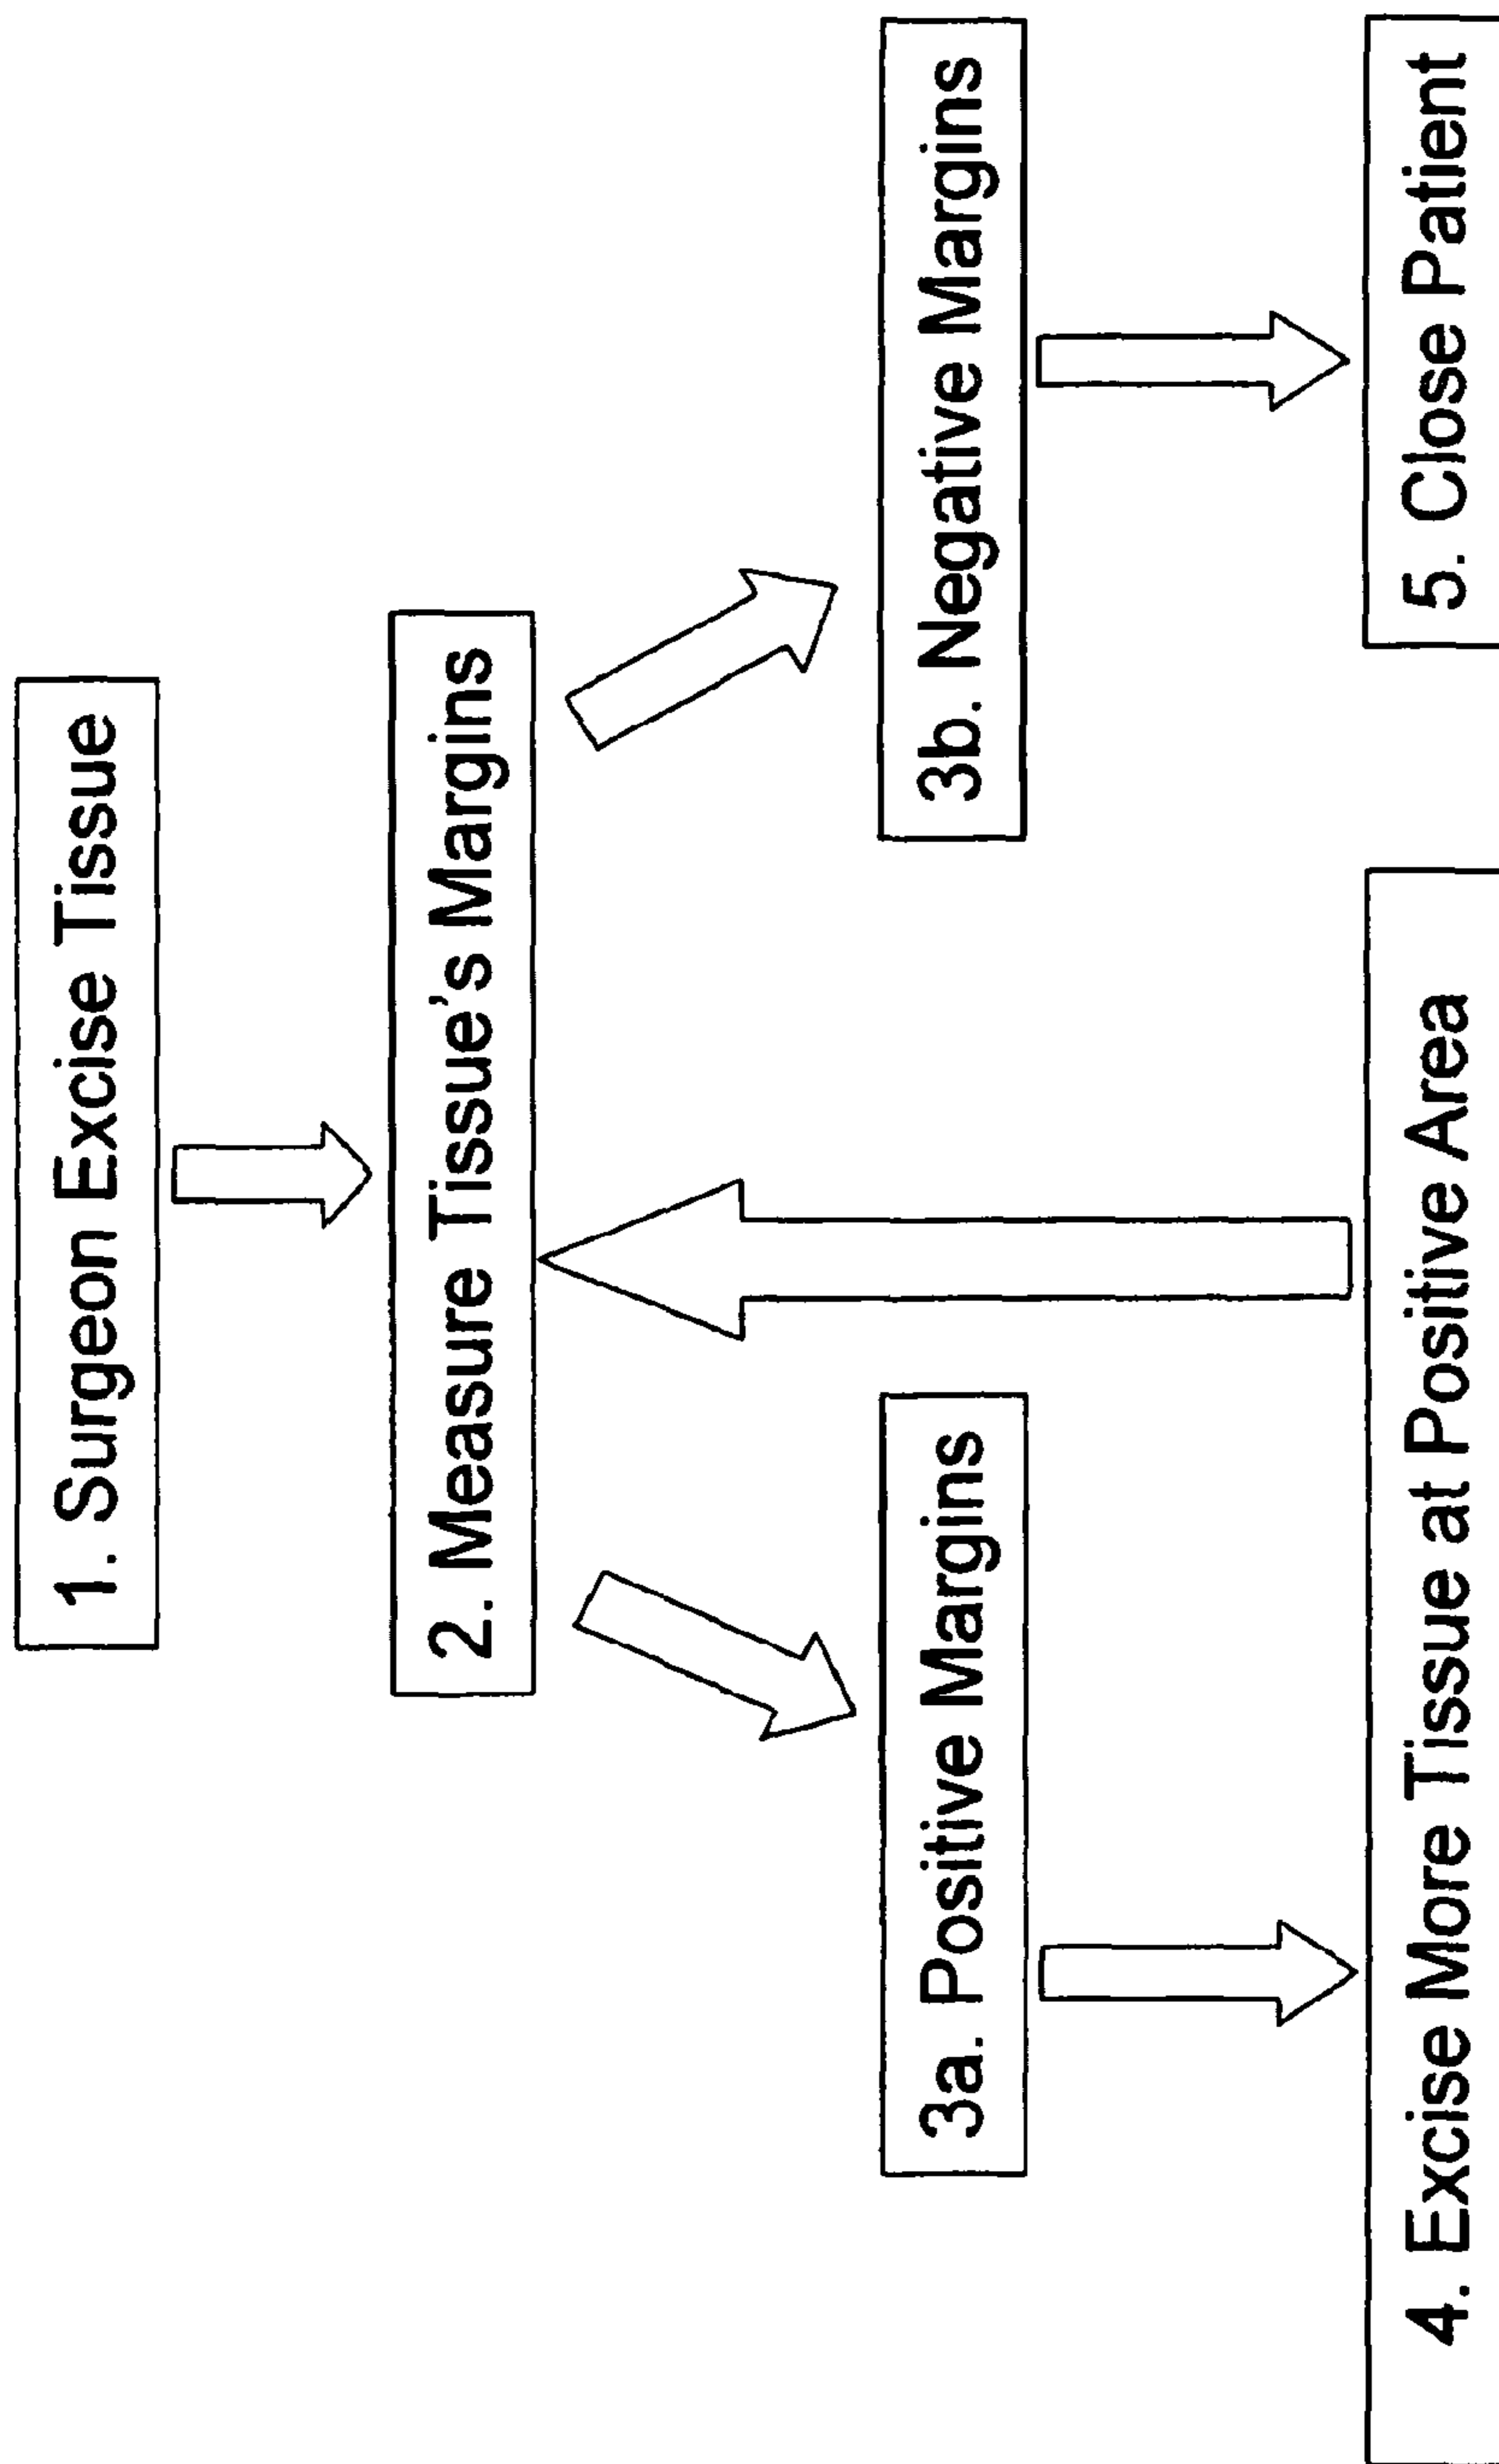 1. Surgeon Excise Tissue
2. Measure Tissue's Margins
3a. Positive Margins
3b. Negative Margins
4. Excise More Tissue at Positive Area
5. Close Patient